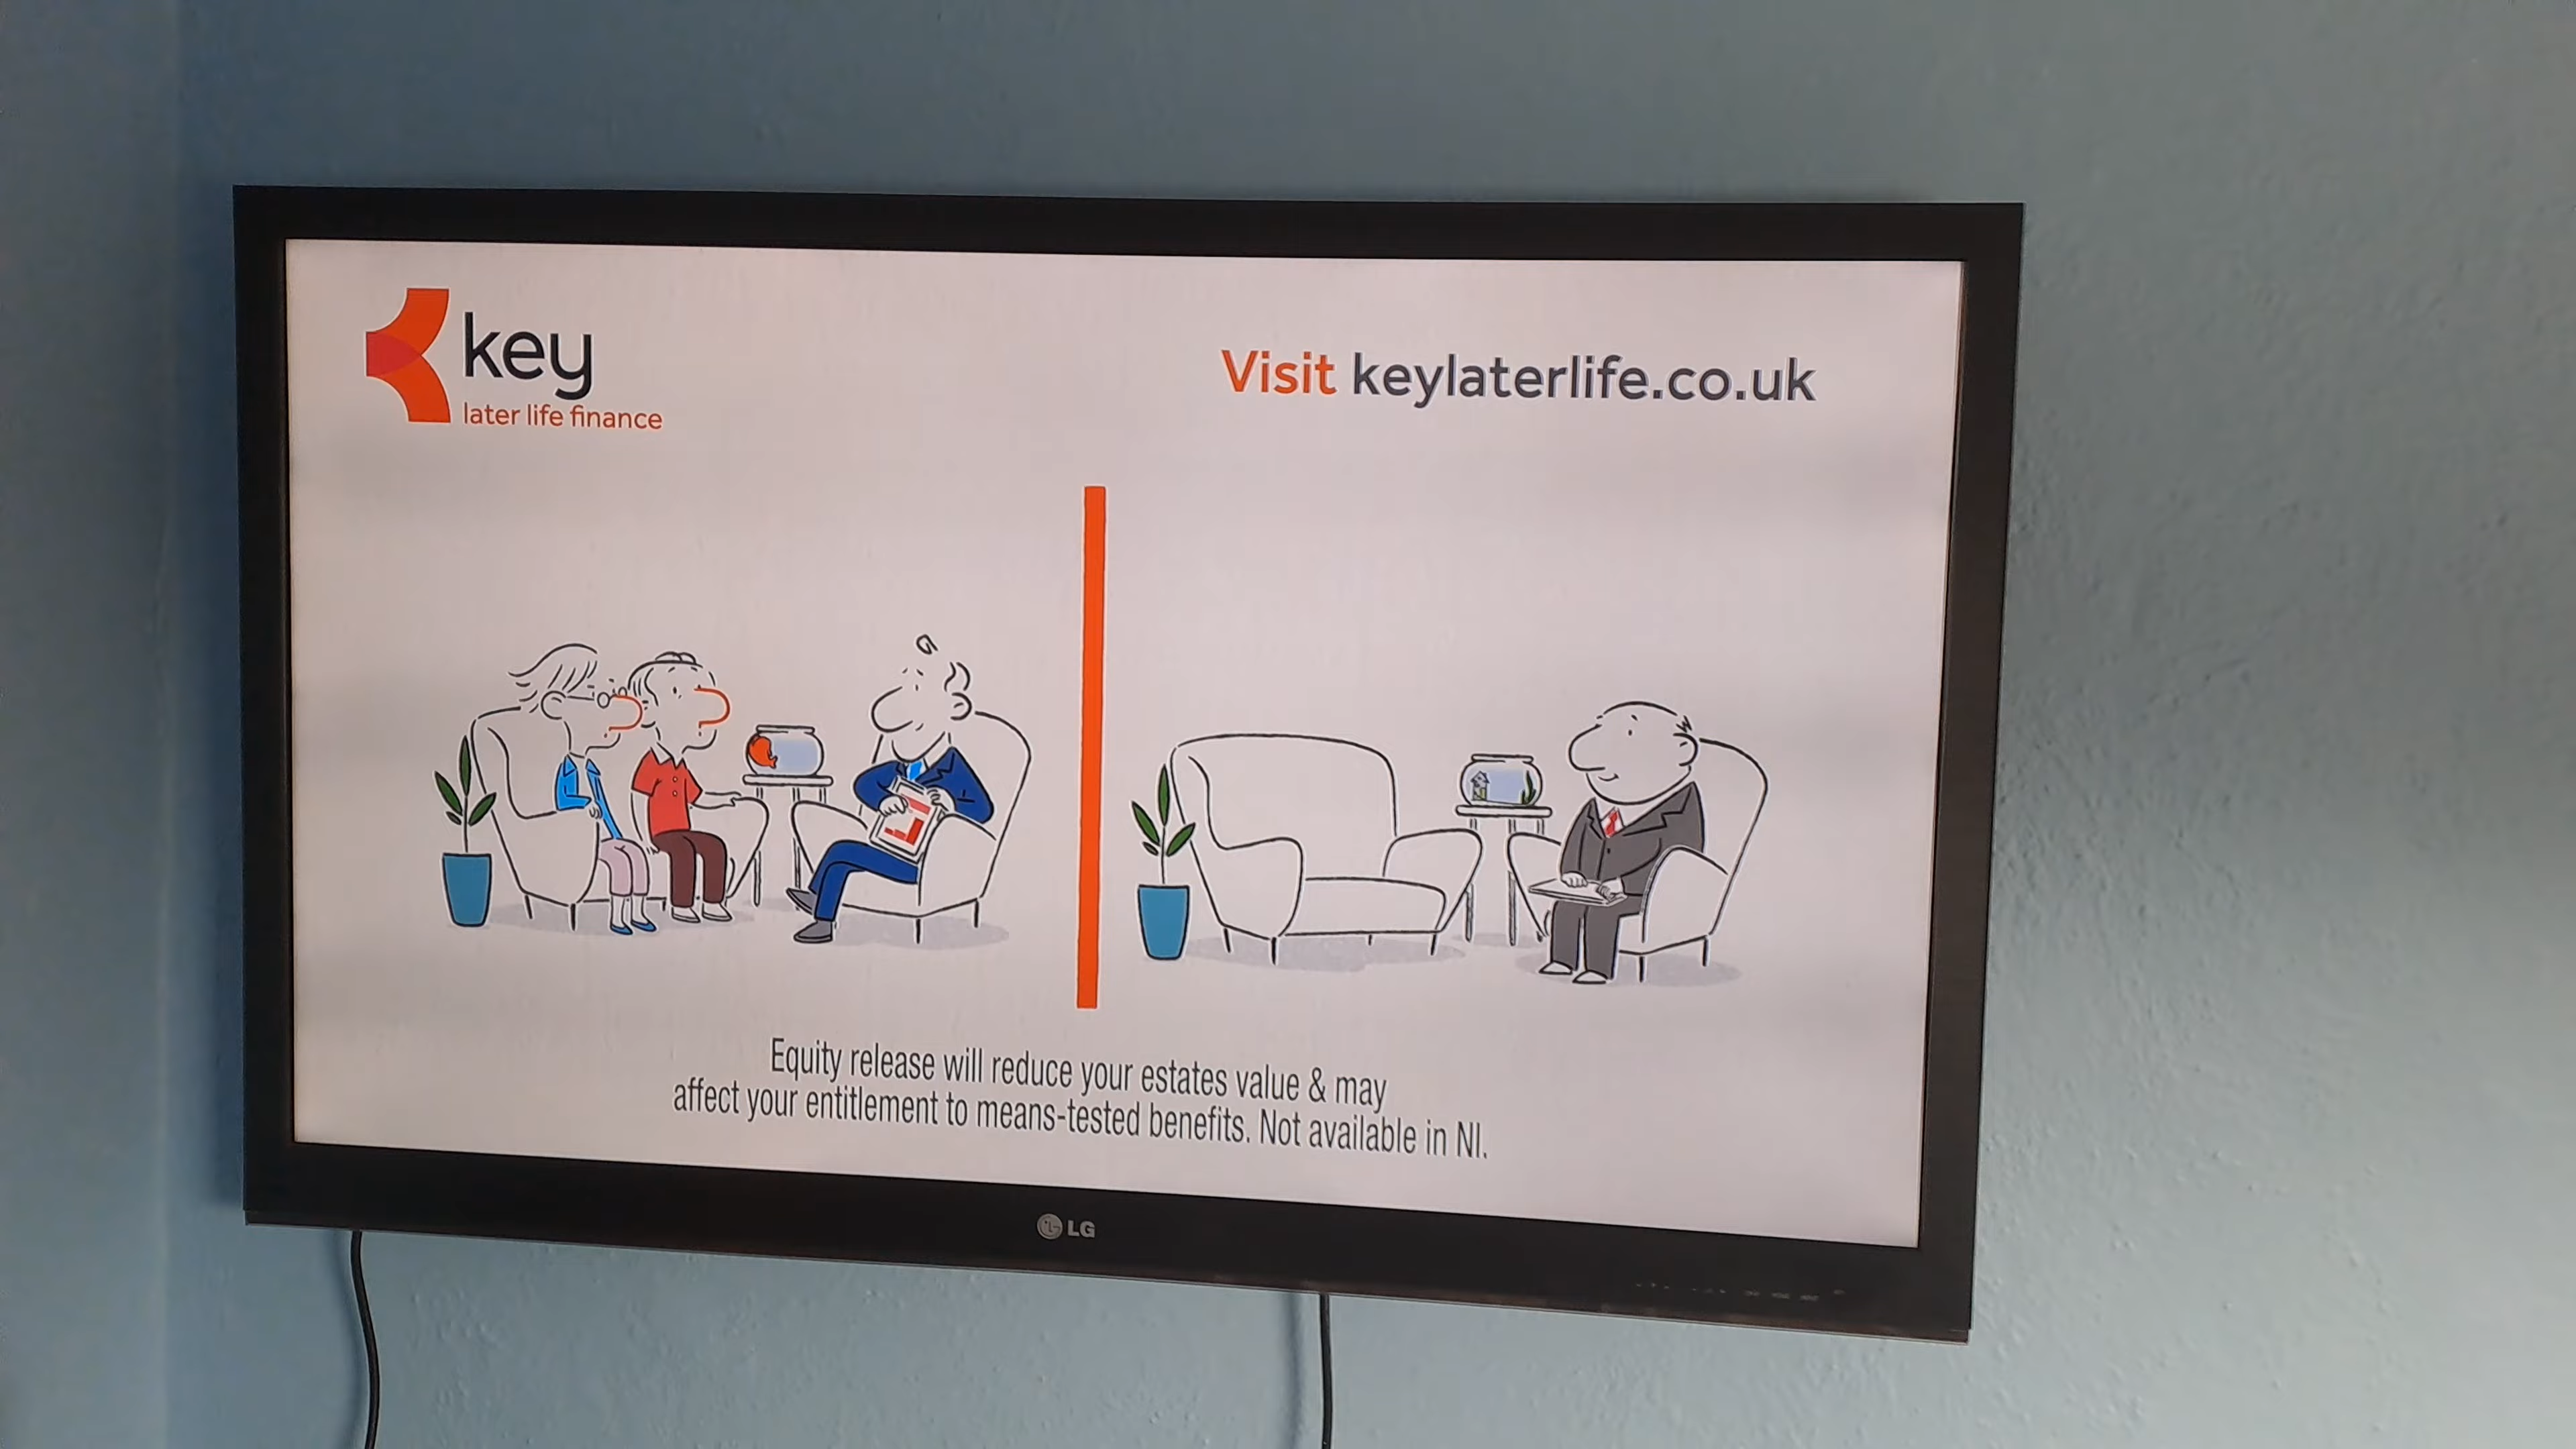 key
later life finance
Visit keylaterlife.co.uk
Equity release will reduce your estates value & may
affect your entitlement to means-tested benefits. Not available in NI.
LG